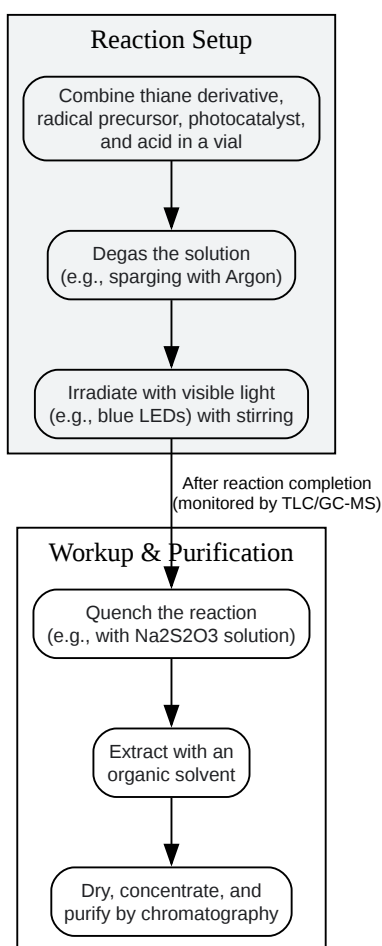 Reaction Setup
Combine thiane derivative,
radical precursor, photocatalyst,
and acid in a vial
Degas the solution
(e.g., sparging with Argon)
Irradiate with visible light
(e.g., blue LEDs) with stirring
After reaction completion
(monitored by TLC/GC-MS)
Workup & Purification
Quench the reaction
(e.g., with Na2S2O3 solution)
Extract with an
organic solvent
Dry, concentrate, and
purify by chromatography